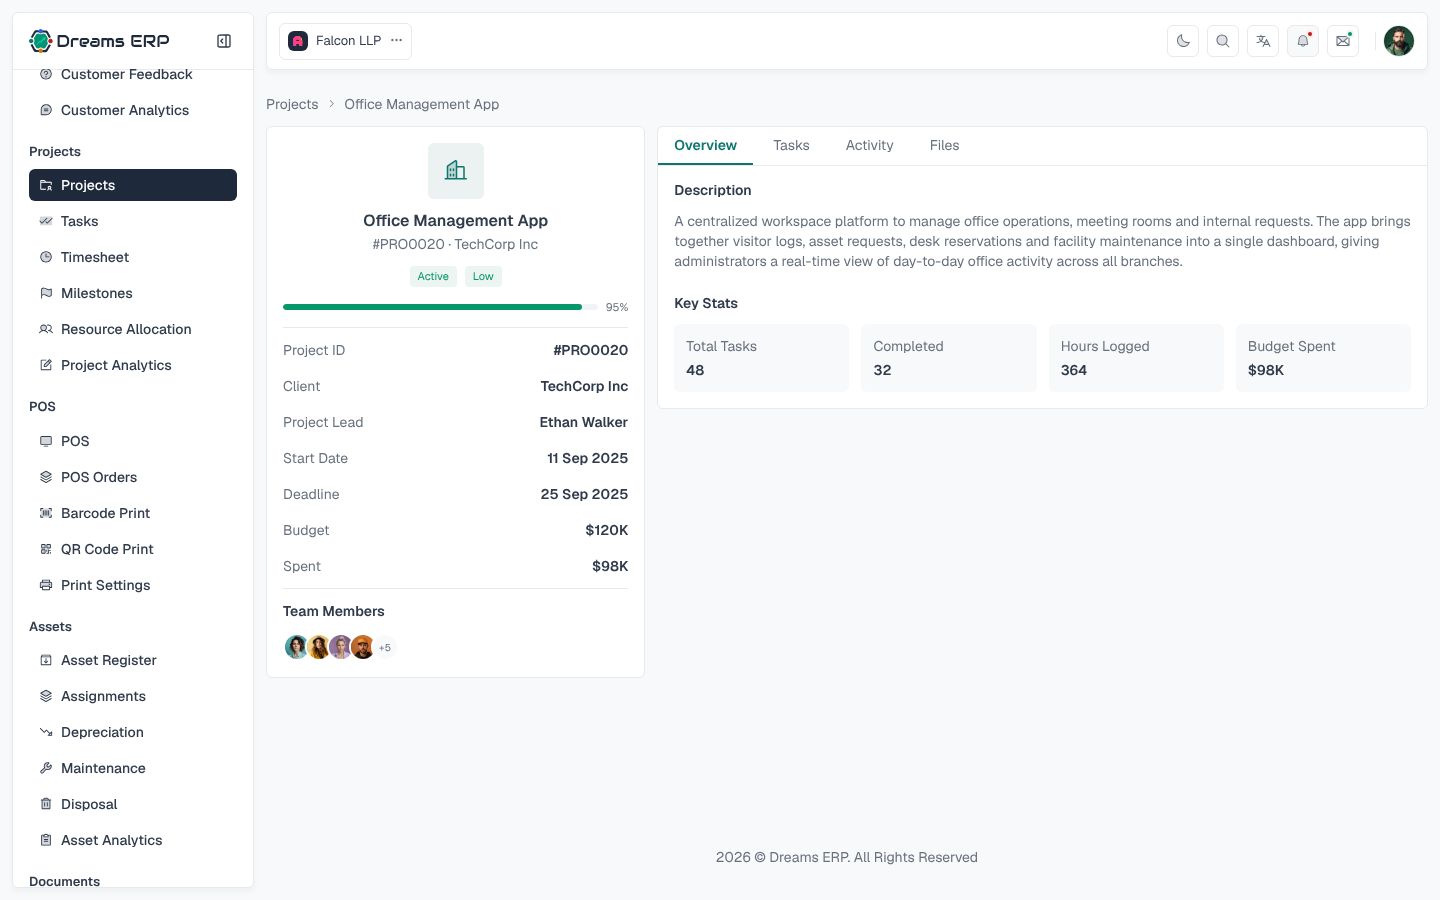 Dreams ERP
Customer Feedback
Customer Analytics
Projects
Projects
Tasks
Timesheet
Milestones
Resource Allocation
Project Analytics
POS
POS
POS Orders
Barcode Print
QR Code Print
Print Settings
Assets
Asset Register
Assignments
Depreciation
Maintenance
Disposal
Asset Analytics
Documents
Falcon LLP ···
Projects > Office Management App
Office Management App
#PRO0020 · TechCorp Inc
Active Low
95%
Project ID #PRO0020
Client TechCorp Inc
Project Lead Ethan Walker
Start Date 11 Sep 2025
Deadline 25 Sep 2025
Budget $120K
Spent $98K
Team Members
+5
Overview Tasks Activity Files
Description
A centralized workspace platform to manage office operations, meeting rooms and internal requests. The app brings
together visitor logs, asset requests, desk reservations and facility maintenance into a single dashboard, giving
administrators a real-time view of day-to-day office activity across all branches.
Key Stats
Total Tasks Completed Hours Logged Budget Spent
48 32 364 $98K
2026 © Dreams ERP. All Rights Reserved